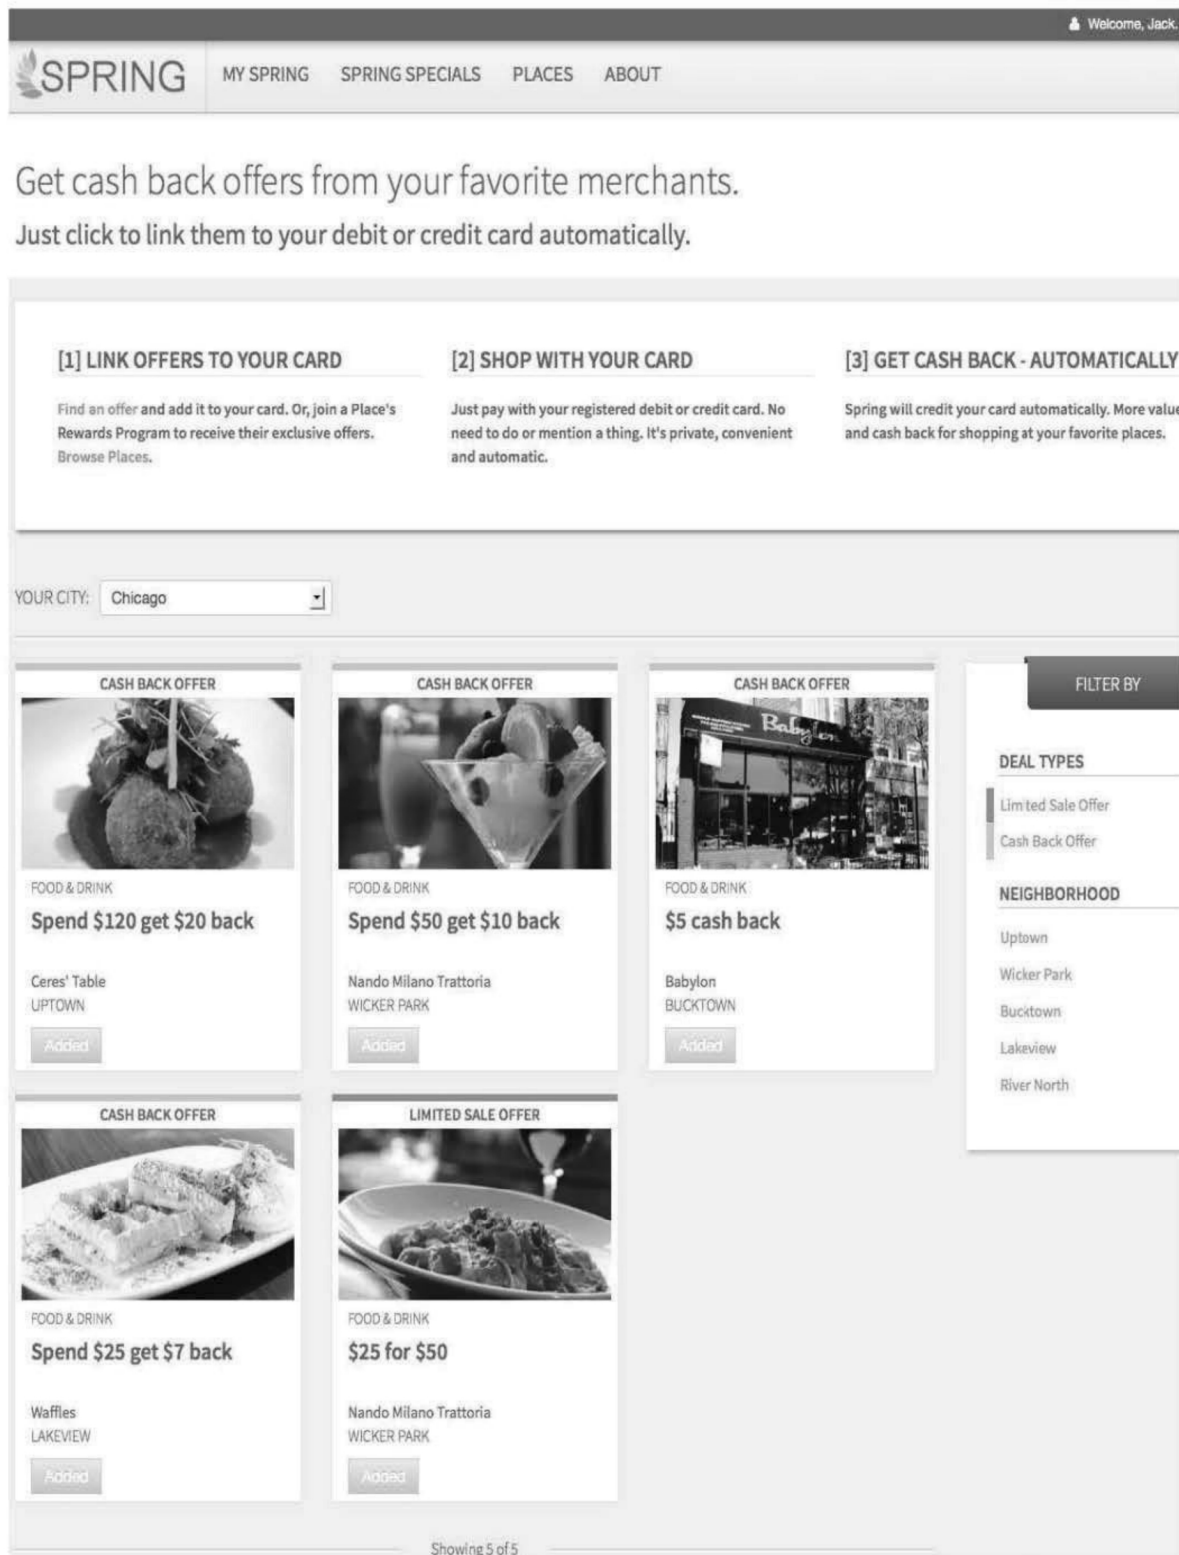 Welcome, Jack.
SPRING
MY SPRING SPRING SPECIALS PLACES ABOUT
Get cash back offers from your favorite merchants.
Just click to link them to your debit or credit card automatically.
[1] LINK OFFERS TO YOUR CARD
Find an offer and add it to your card. Or, join a Place's
Rewards Program to receive their exclusive offers.
Browse Places.
[2] SHOP WITH YOUR CARD
Just pay with your registered debit or credit card. No
need to do or mention a thing. It's private, convenient
and automatic.
[3] GET CASH BACK - AUTOMATICALLY
Spring will credit your card automatically. More value
and cash back for shopping at your favorite places.
YOUR CITY: Chicago
CASH BACK OFFER
FOOD & DRINK
Spend $120 get $20 back
Ceres' Table
UPTOWN
Added
CASH BACK OFFER
FOOD & DRINK
Spend $50 get $10 back
Nando Milano Trattoria
WICKER PARK
Added
CASH BACK OFFER
Babylon
FOOD & DRINK
$5 cash back
Babylon
BUCKTOWN
Added
CASH BACK OFFER
FOOD & DRINK
Spend $25 get $7 back
Waffles
LAKEVIEW
Added
LIMITED SALE OFFER
FOOD & DRINK
$25 for $50
Nando Milano Trattoria
WICKER PARK
Added
FILTER BY
DEAL TYPES
Limited Sale Offer
Cash Back Offer
NEIGHBORHOOD
Uptown
Wicker Park
Bucktown
Lakeview
River North
Showing 5 of 5